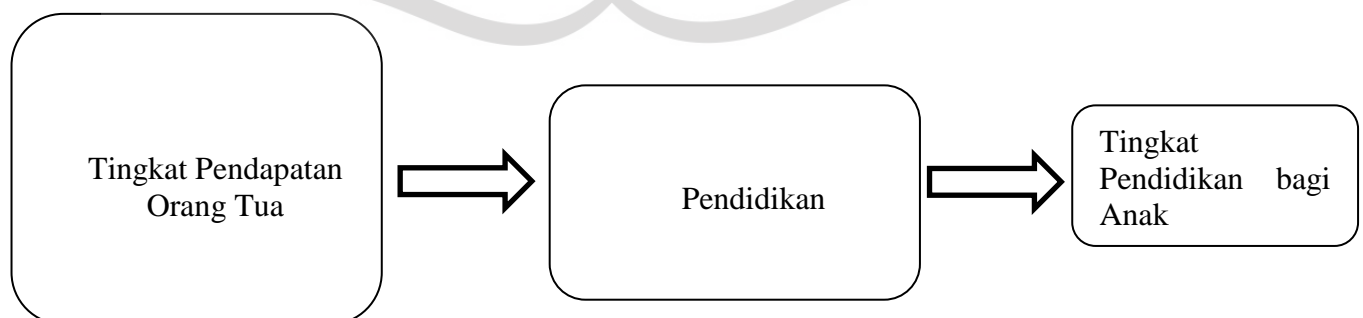 Tingkat Pendapatan
Orang Tua
Pendidikan
Tingkat
Pendidikan bagi
Anak